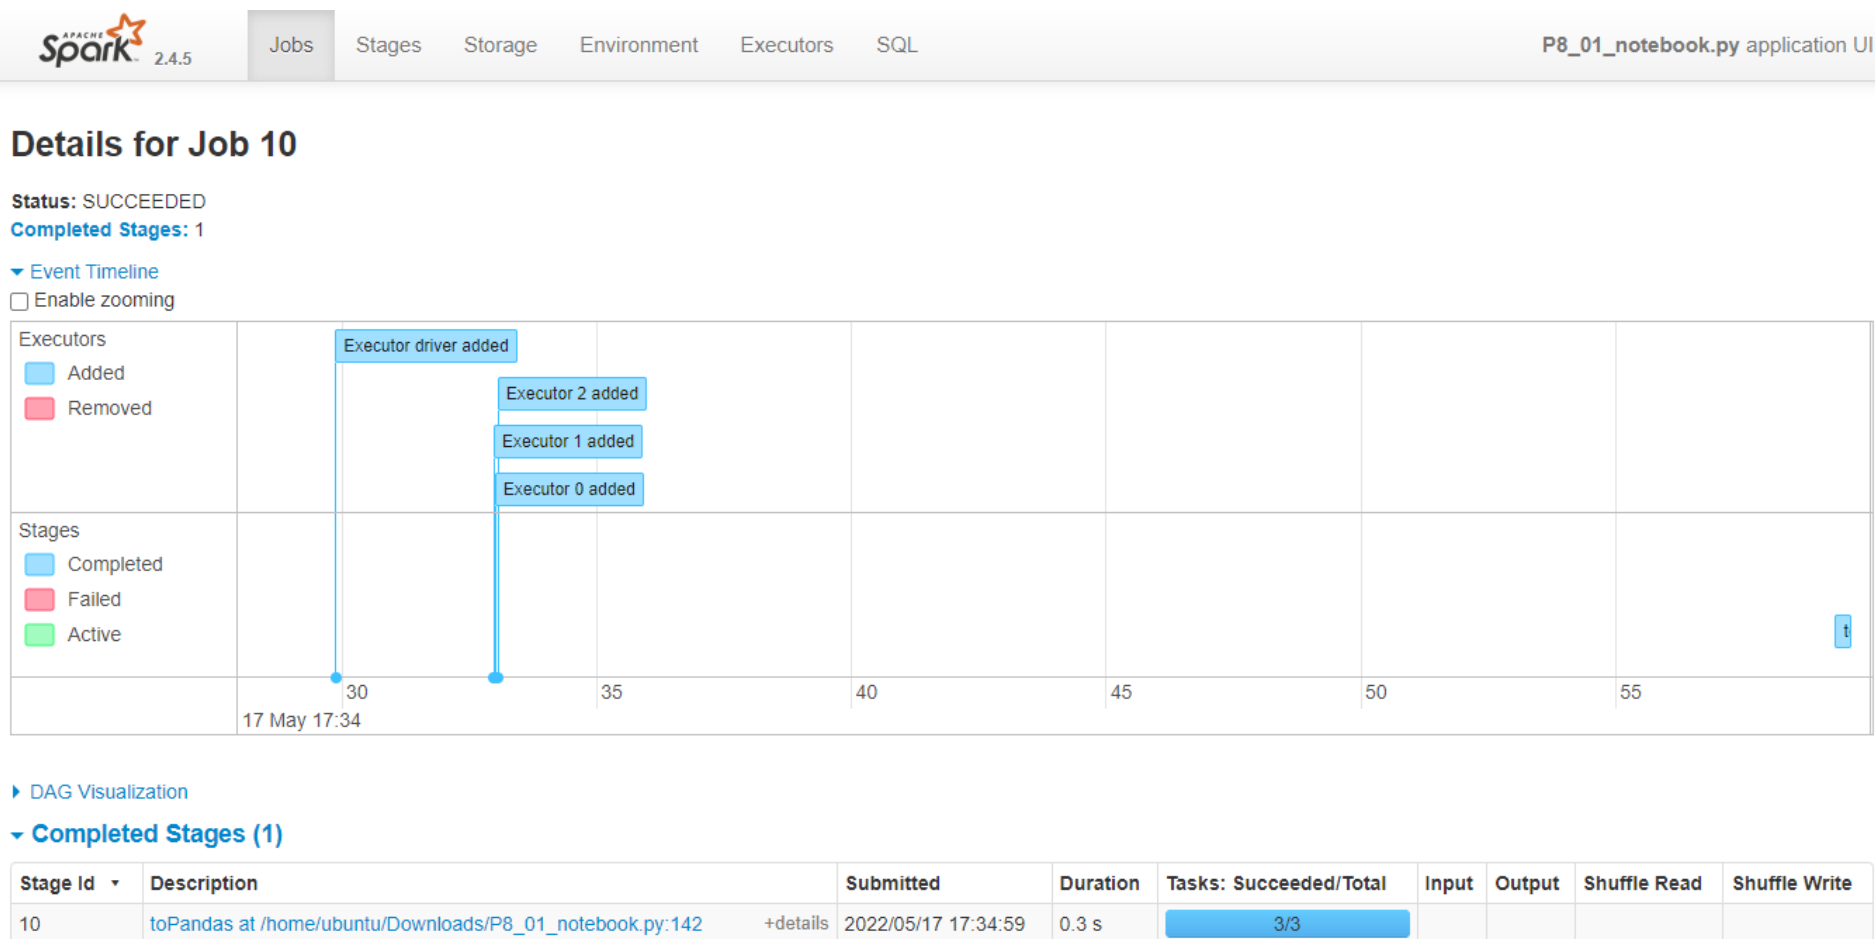 APACHE Spark 2.4.5 Jobs Stages Storage Environment Executors SQL P8_01_notebook.py application UI
Details for Job 10
Status: SUCCEEDED
Completed Stages: 1
Event Timeline
Enable zooming
Executors
Added
Removed
Executor driver added
Executor 2 added
Executor 1 added
Executor 0 added
Stages
Completed
Failed
Active
t
30 35 40 45 50 55
17 May 17:34
DAG Visualization
Completed Stages (1)
Stage Id Description Submitted Duration Tasks: Succeeded/Total Input Output Shuffle Read Shuffle Write
10 toPandas at /home/ubuntu/Downloads/P8_01_notebook.py:142 +details 2022/05/17 17:34:59 0.3 s 3/3